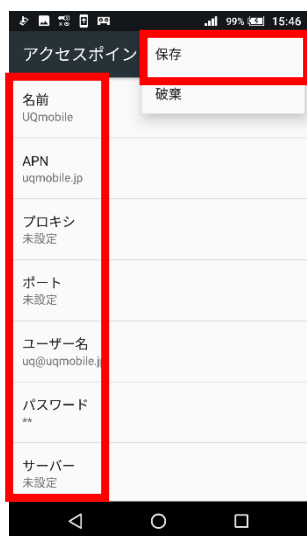 99% 15:46
アクセスポイン
保存
破棄
名前
UQmobile
APN
uqmobile.jp
プロキシ
未設定
ポート
未設定
ユーザー名
uq@uqmobile.jp
パスワード
**
サーバー
未設定